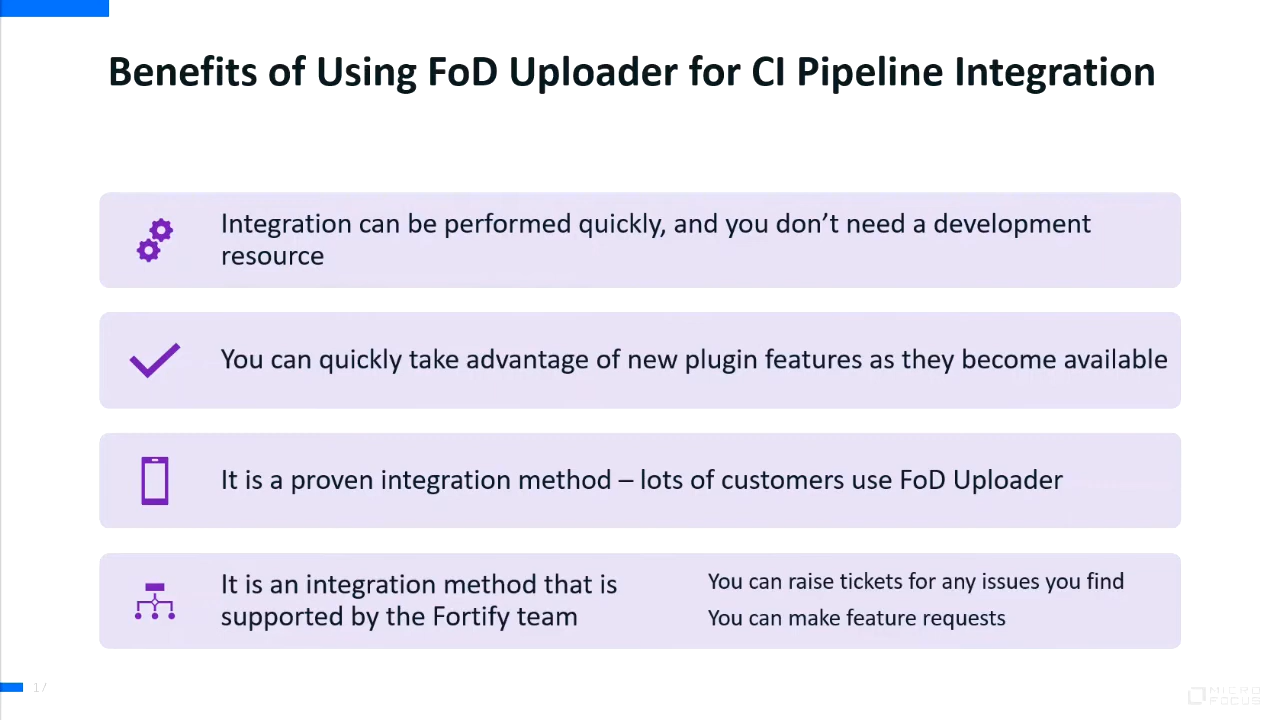 Benefits of Using FoD Uploader for CI Pipeline Integration
Integration can be performed quickly, and you don’t need a development
resource
You can quickly take advantage of new plugin features as they become available
It is a proven integration method – lots of customers use FoD Uploader
It is an integration method that is
supported by the Fortify team
You can raise tickets for any issues you find
You can make feature requests
MICRO
FOCUS